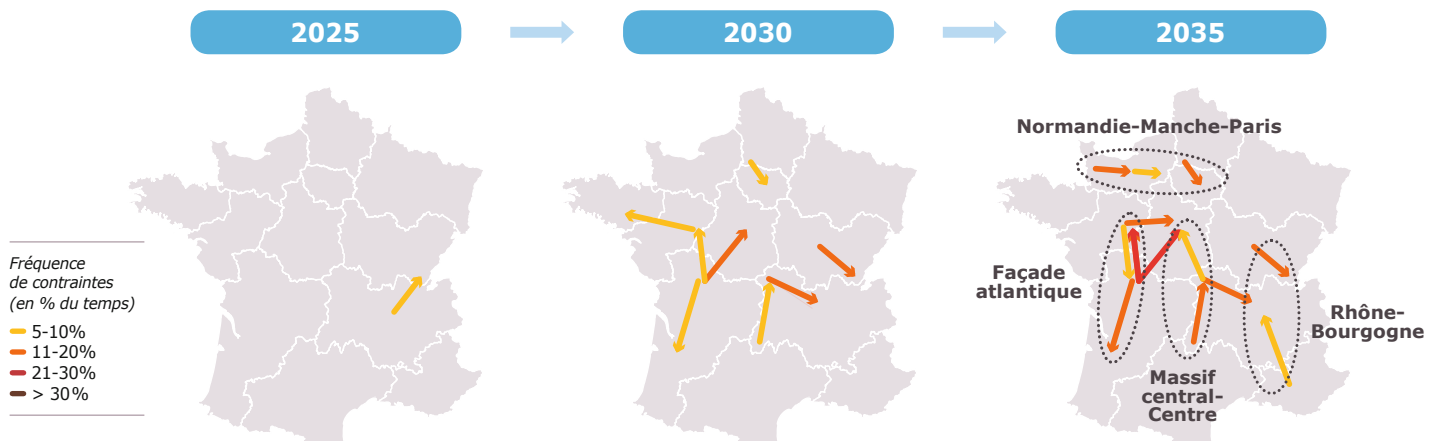 2025
2030
2035
Fréquence
de contraintes
(en % du temps)
5-10%
11-20%
21-30%
> 30%
Normandie-Manche-Paris
Façade
atlantique
Massif
central-
Centre
Rhône-
Bourgogne